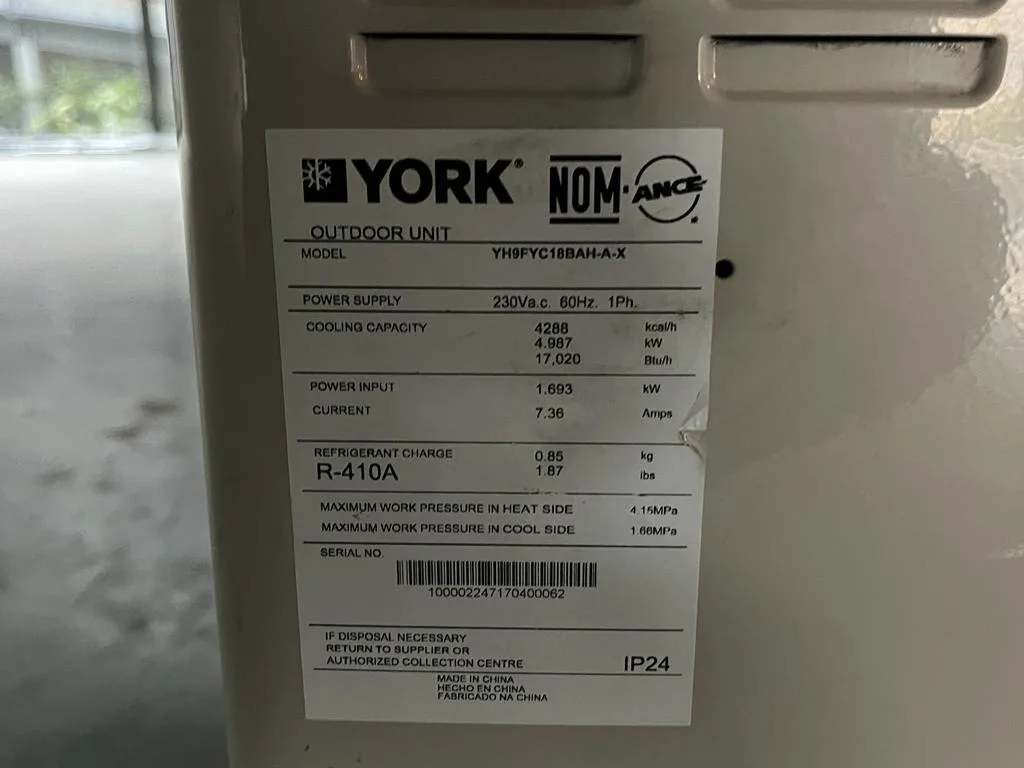 YORK®
NOM·ANCE
OUTDOOR UNIT
MODEL YH9FYC18BAH-A-X
POWER SUPPLY 230Va.c. 60Hz. 1Ph.
COOLING CAPACITY 4288 kcal/h
4.987 kW
17,020 Btu/h
POWER INPUT 1.693 kW
CURRENT 7.36 Amps
REFRIGERANT CHARGE 0.85 kg
R-410A 1.87 lbs
MAXIMUM WORK PRESSURE IN HEAT SIDE 4.15MPa
MAXIMUM WORK PRESSURE IN COOL SIDE 1.66MPa
SERIAL NO.
100002247170400062
IF DISPOSAL NECESSARY
RETURN TO SUPPLIER OR
AUTHORIZED COLLECTION CENTRE IP24
MADE IN CHINA
HECHO EN CHINA
FABRICADO NA CHINA